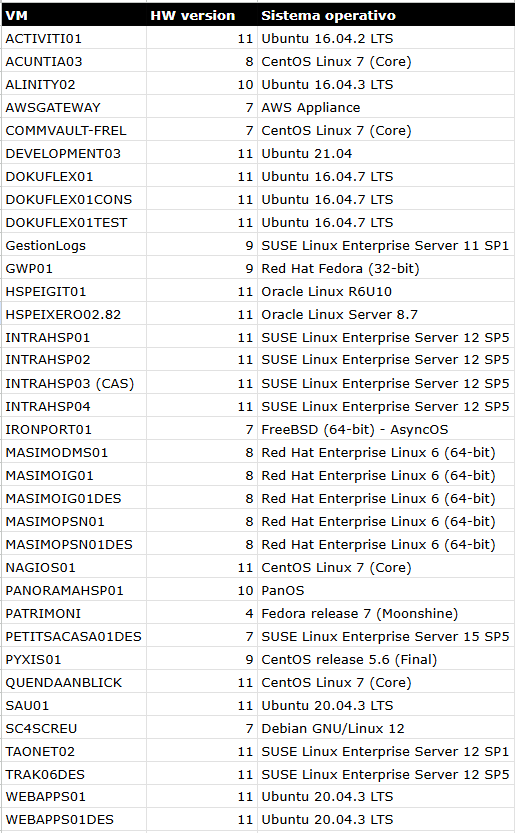 VM HW version Sistema operativo
ACTIVITI01 11 Ubuntu 16.04.2 LTS
ACUNTIA03 8 CentOS Linux 7 (Core)
ALINITY02 10 Ubuntu 16.04.3 LTS
AWSGATEWAY 7 AWS Appliance
COMMVAULT-FREL 7 CentOS Linux 7 (Core)
DEVELOPMENT03 11 Ubuntu 21.04
DOKUFLEX01 11 Ubuntu 16.04.7 LTS
DOKUFLEX01CONS 11 Ubuntu 16.04.7 LTS
DOKUFLEX01TEST 11 Ubuntu 16.04.7 LTS
GestionLogs 9 SUSE Linux Enterprise Server 11 SP1
GWP01 9 Red Hat Fedora (32-bit)
HSPEIGIT01 11 Oracle Linux R6U10
HSPEIXERO02.82 11 Oracle Linux Server 8.7
INTRAHSP01 11 SUSE Linux Enterprise Server 12 SP5
INTRAHSP02 11 SUSE Linux Enterprise Server 12 SP5
INTRAHSP03 (CAS) 11 SUSE Linux Enterprise Server 12 SP5
INTRAHSP04 11 SUSE Linux Enterprise Server 12 SP5
IRONPORT01 7 FreeBSD (64-bit) - AsyncOS
MASIMODMS01 8 Red Hat Enterprise Linux 6 (64-bit)
MASIMOIG01 8 Red Hat Enterprise Linux 6 (64-bit)
MASIMOIG01DES 8 Red Hat Enterprise Linux 6 (64-bit)
MASIMOPSN01 8 Red Hat Enterprise Linux 6 (64-bit)
MASIMOPSN01DES 8 Red Hat Enterprise Linux 6 (64-bit)
NAGIOS01 11 CentOS Linux 7 (Core)
PANORAMAHSP01 10 PanOS
PATRIMONI 4 Fedora release 7 (Moonshine)
PETITSACASA01DES 7 SUSE Linux Enterprise Server 15 SP5
PYXIS01 9 CentOS release 5.6 (Final)
QUENDAANBLICK 11 CentOS Linux 7 (Core)
SAU01 11 Ubuntu 20.04.3 LTS
SC4SCREU 7 Debian GNU/Linux 12
TAONET02 11 SUSE Linux Enterprise Server 12 SP1
TRAK06DES 11 SUSE Linux Enterprise Server 12 SP5
WEBAPPS01 11 Ubuntu 20.04.3 LTS
WEBAPPS01DES 11 Ubuntu 20.04.3 LTS